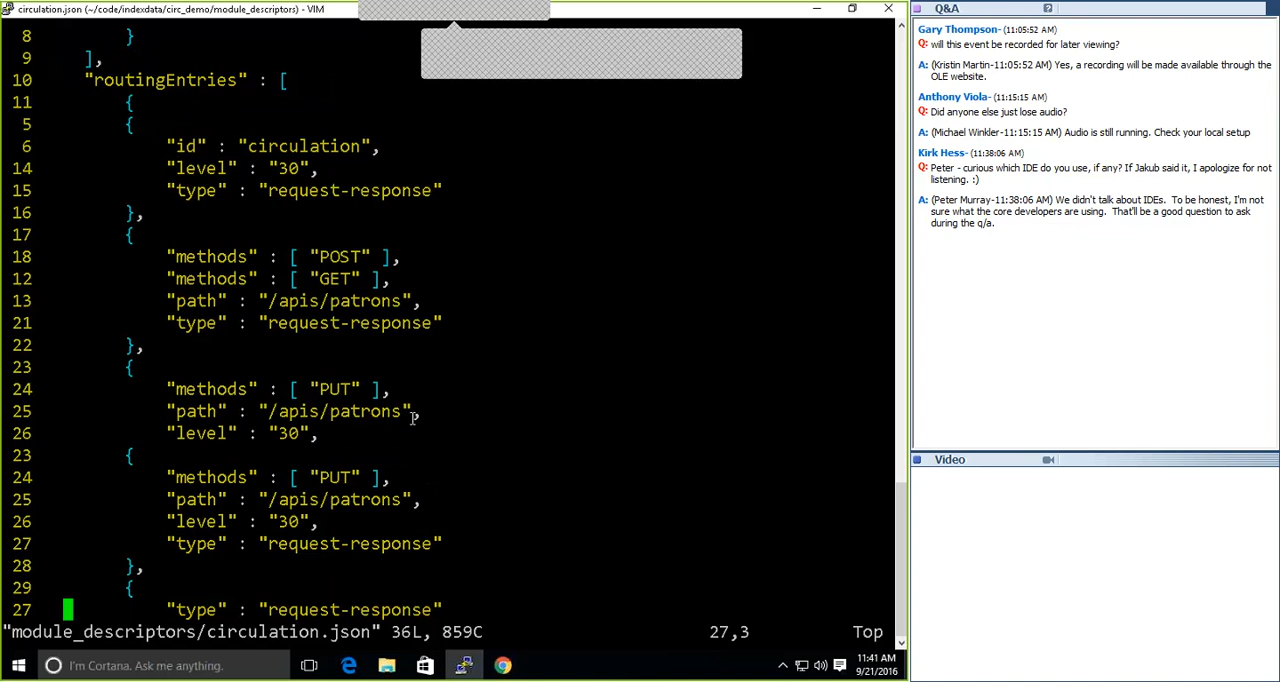 circulation.json (~/code/indexdata/circ_demo/module_descriptors) - VIM
8 }
9 ],
10 "routingEntries" : [
11 {
5 {
6 "id" : "circulation",
14 "level" : "30",
15 "type" : "request-response"
16 },
17 {
18 "methods" : [ "POST" ],
12 "methods" : [ "GET" ],
13 "path" : "/apis/patrons",
21 "type" : "request-response"
22 },
23 {
24 "methods" : [ "PUT" ],
25 "path" : "/apis/patrons",
26 "level" : "30",
23 {
24 "methods" : [ "PUT" ],
25 "path" : "/apis/patrons",
26 "level" : "30",
27 "type" : "request-response"
28 },
29 {
27 "type" : "request-response"
"module_descriptors/circulation.json" 36L, 859C 27,3 Top
I'm Cortana. Ask me anything.
11:41 AM
9/21/2016
Q&A
Gary Thompson- (11:05:52 AM)
Q: will this event be recorded for later viewing?
A: (Kristin Martin-11:05:52 AM) Yes, a recording will be made available through the
OLE website.
Anthony Viola- (11:15:15 AM)
Q: Did anyone else just lose audio?
A: (Michael Winkler-11:15:15 AM) Audio is still running. Check your local setup
Kirk Hess- (11:38:06 AM)
Q: Peter - curious which IDE do you use, if any? If Jakub said it, I apologize for not
listening. :)
A: (Peter Murray-11:38:06 AM) We didn't talk about IDEs. To be honest, I'm not
sure what the core developers are using. That'll be a good question to ask
during the q/a.
Video